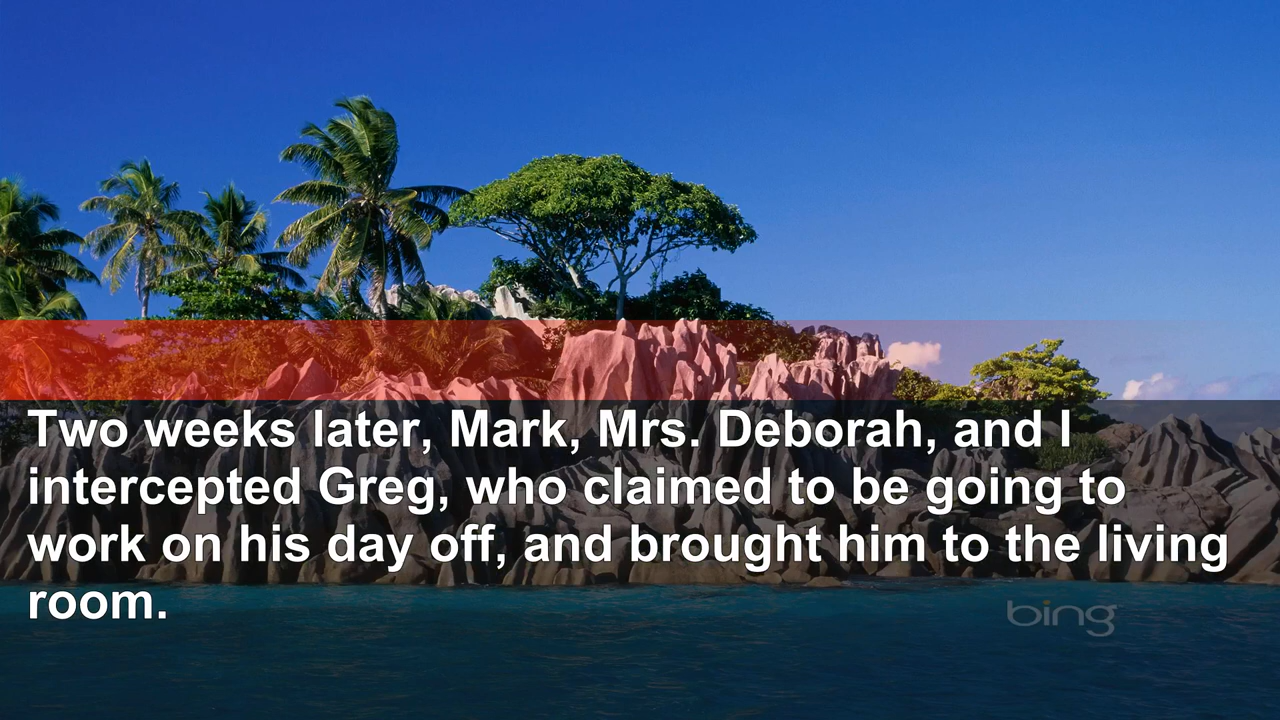 Two weeks later, Mark, Mrs. Deborah, and I
intercepted Greg, who claimed to be going to
work on his day off, and brought him to the living
room.
bing